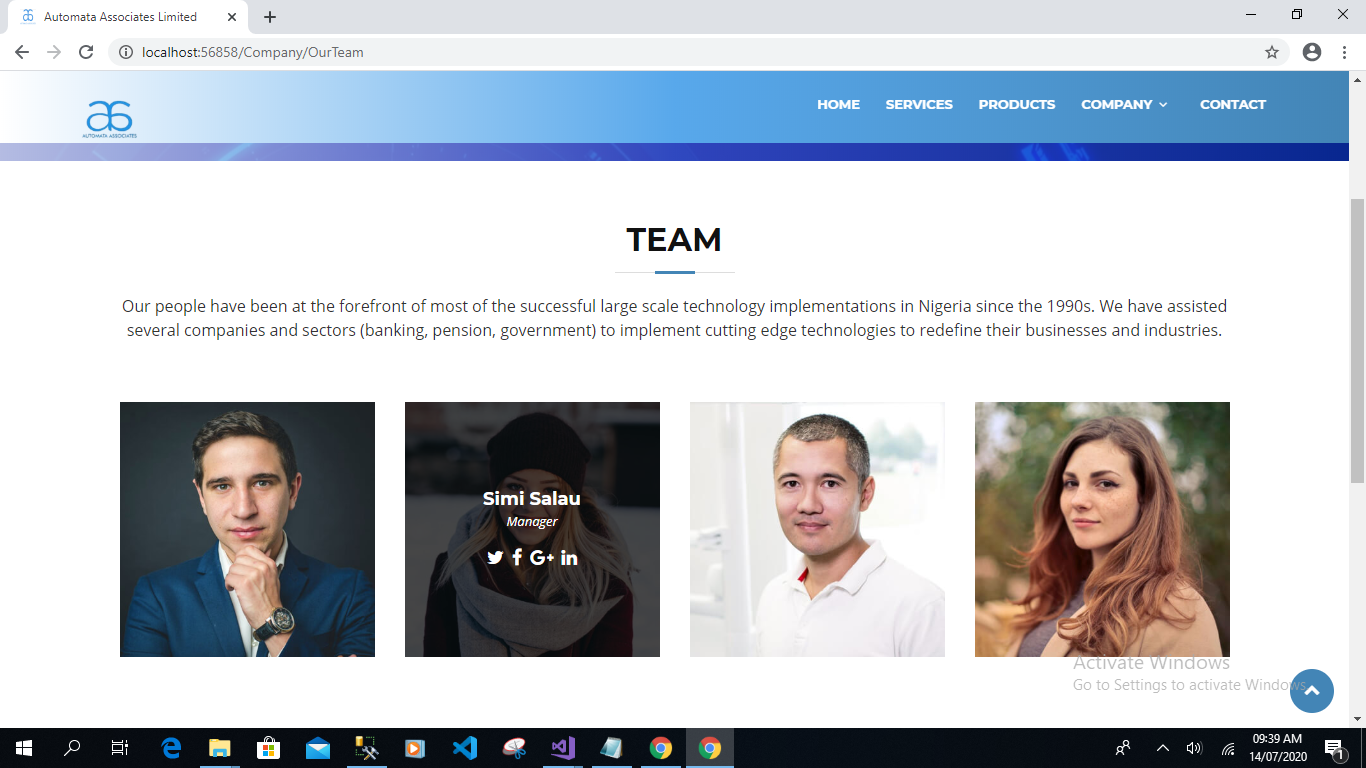 Automata Associates Limited
localhost:56858/Company/OurTeam
AUTOMATA ASSOCIATES
HOME SERVICES PRODUCTS COMPANY CONTACT
TEAM
Our people have been at the forefront of most of the successful large scale technology implementations in Nigeria since the 1990s. We have assisted
several companies and sectors (banking, pension, government) to implement cutting edge technologies to redefine their businesses and industries.
Simi Salau
Manager
G+ in
Activate Windows
Go to Settings to activate Windows.
09:39 AM
14/07/2020
1